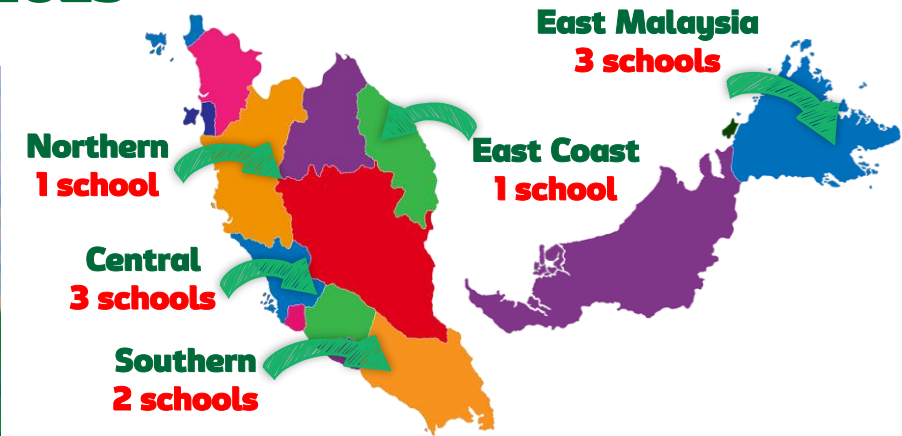 East Malaysia
3 schools
Northern
1 school
East Coast
1 school
Central
3 schools
Southern
2 schools